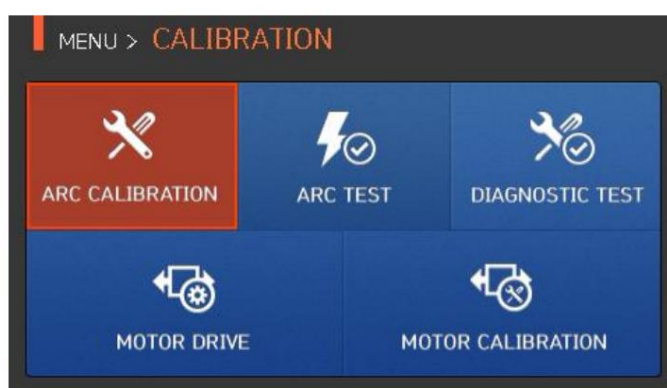 MENU > CALIBRATION
ARC CALIBRATION
ARC TEST
DIAGNOSTIC TEST
MOTOR DRIVE
MOTOR CALIBRATION